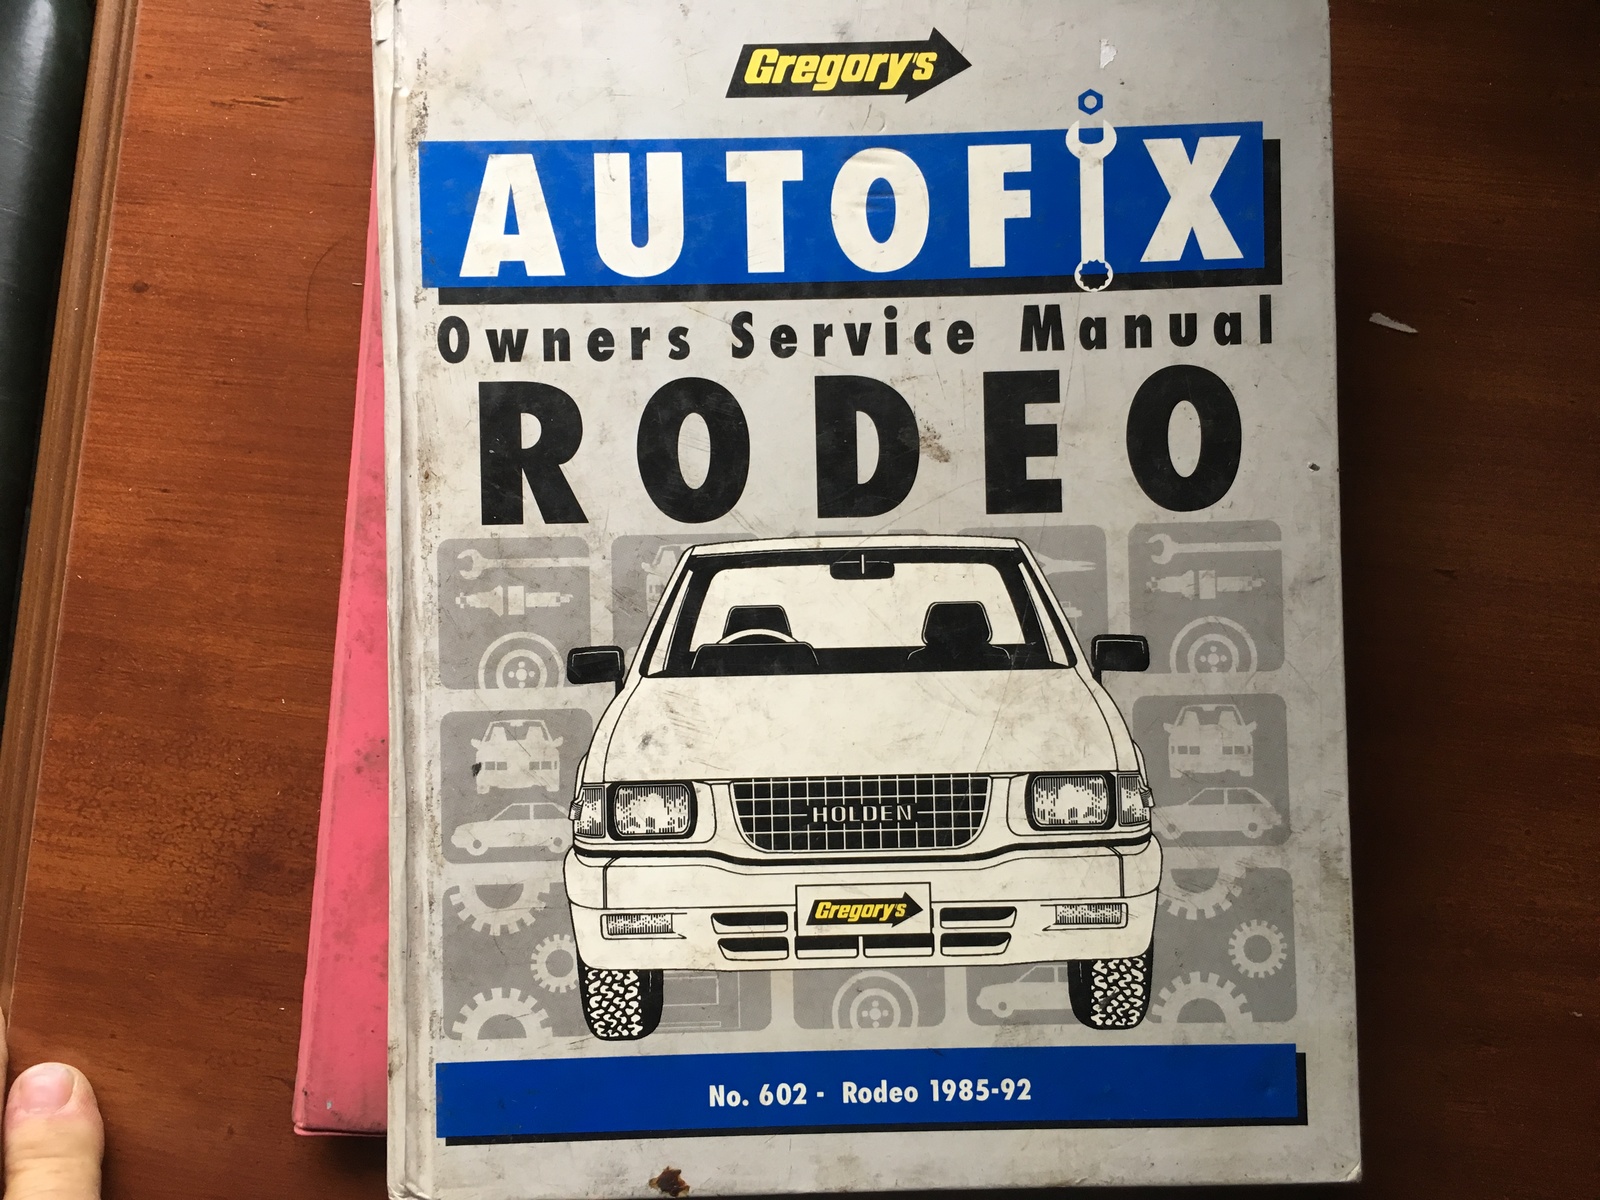 Gregory's
AUTOFIX
Owners Service Manual
RODEO
HOLDEN
Gregory's
No. 602 - Rodeo 1985-92